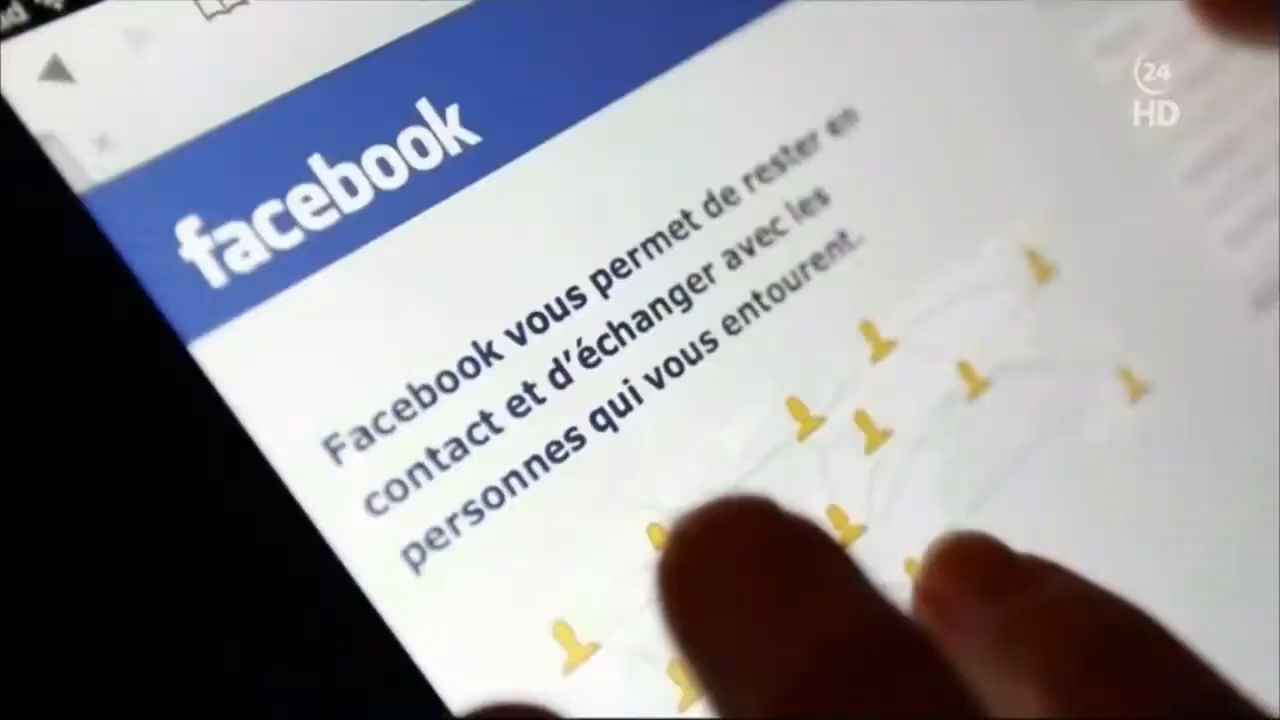 facebook
Facebook vous permet de rester en
contact et d'échanger avec les
personnes qui vous entourent.
24
HD